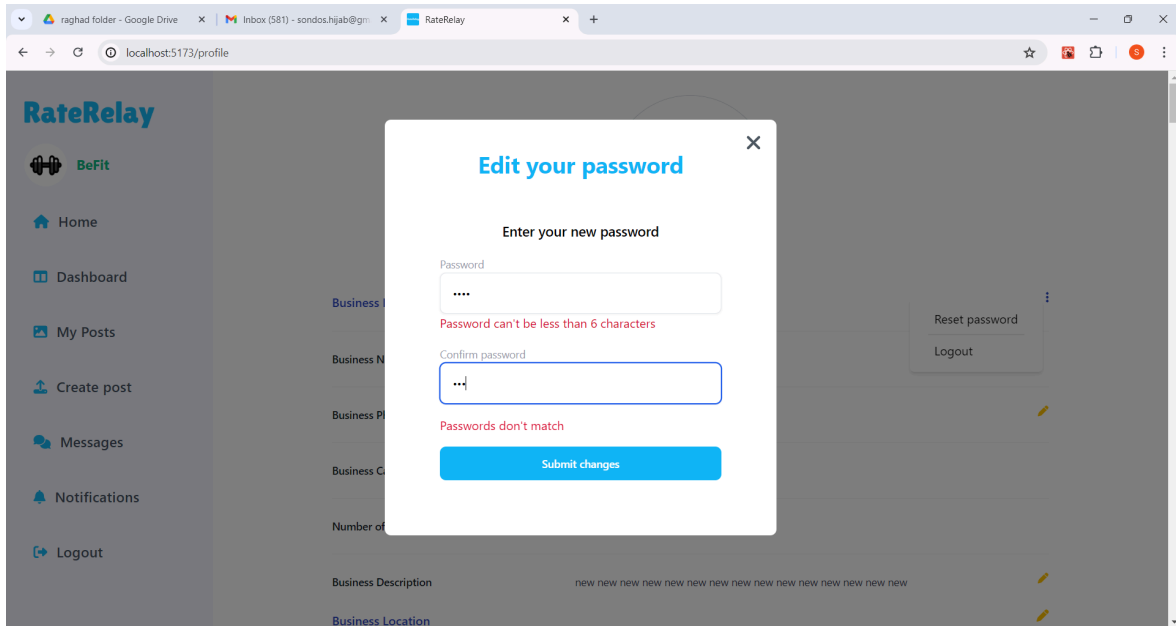 raghad folder - Google Drive
Inbox (581) - sondos.hijab@gm
RateRelay
localhost:5173/profile
S
RateRelay
BeFit
Home
Dashboard
My Posts
Create post
Messages
Notifications
Logout
Edit your password
Enter your new password
Password
Password can't be less than 6 characters
Confirm password
Passwords don't match
Submit changes
Business
Reset password
Logout
Business N
Business P
Business C
Number of
Business Description new new new new new new new new new new new new new new new
Business Location